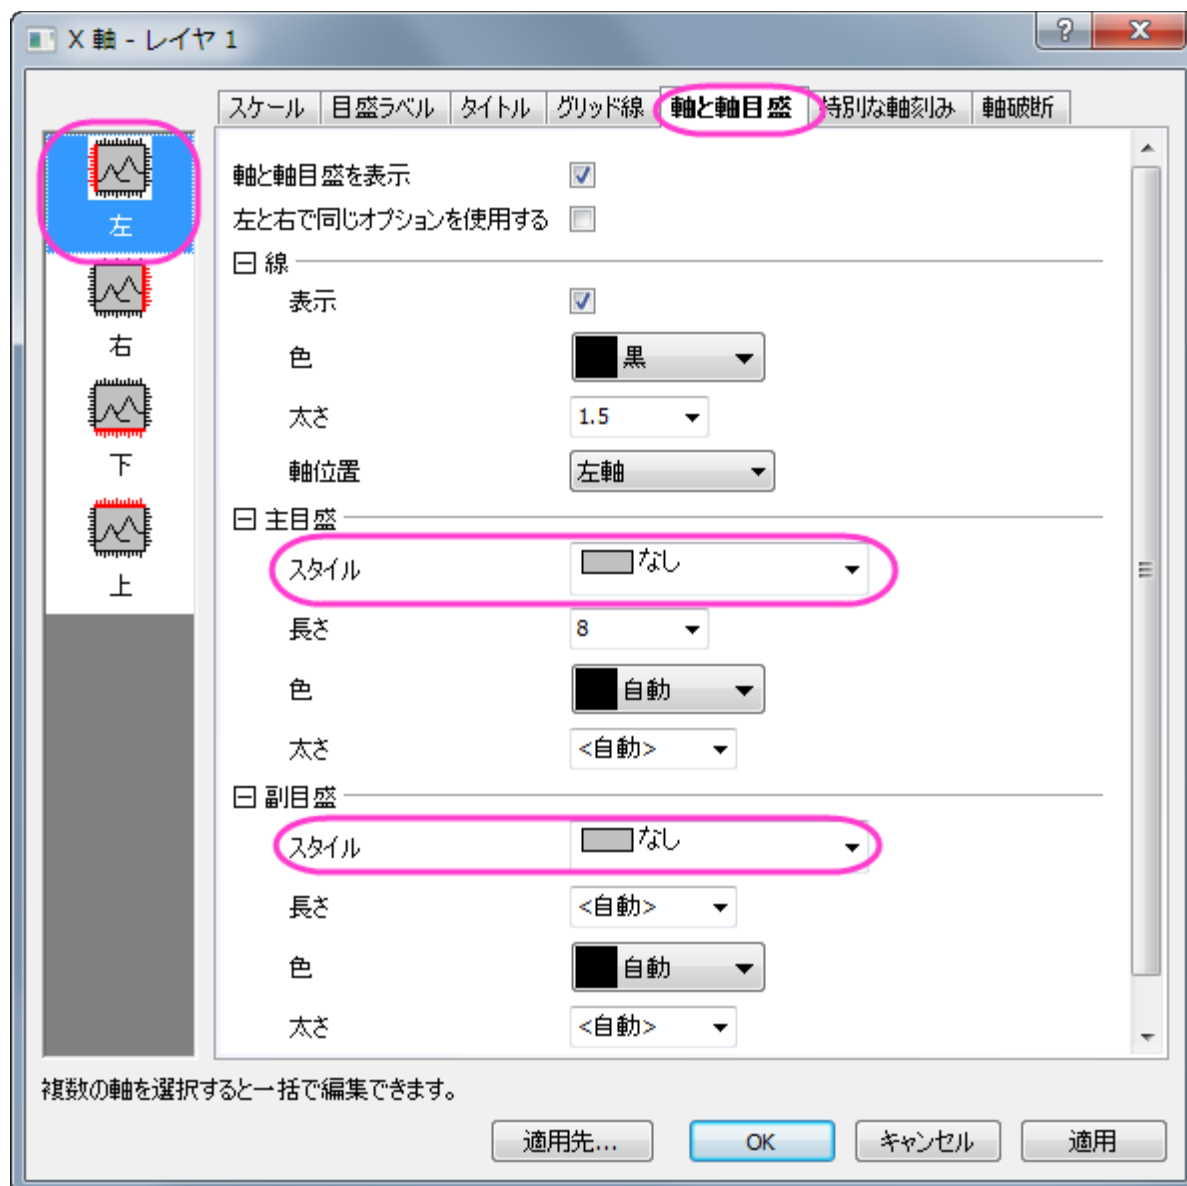 X 軸 - レイヤ 1
スケール 目盛ラベル タイトル グリッド線 軸と軸目盛 特別な軸刻み 軸破断
左
右
下
上
軸と軸目盛を表示
左と右で同じオプションを使用する
線
表示
色 黒
太さ 1.5
軸位置 左軸
主目盛
スタイル なし
長さ 8
色 自動
太さ <自動>
副目盛
スタイル なし
長さ <自動>
色 自動
太さ <自動>
複数の軸を選択すると一括で編集できます。
適用先... OK キャンセル 適用